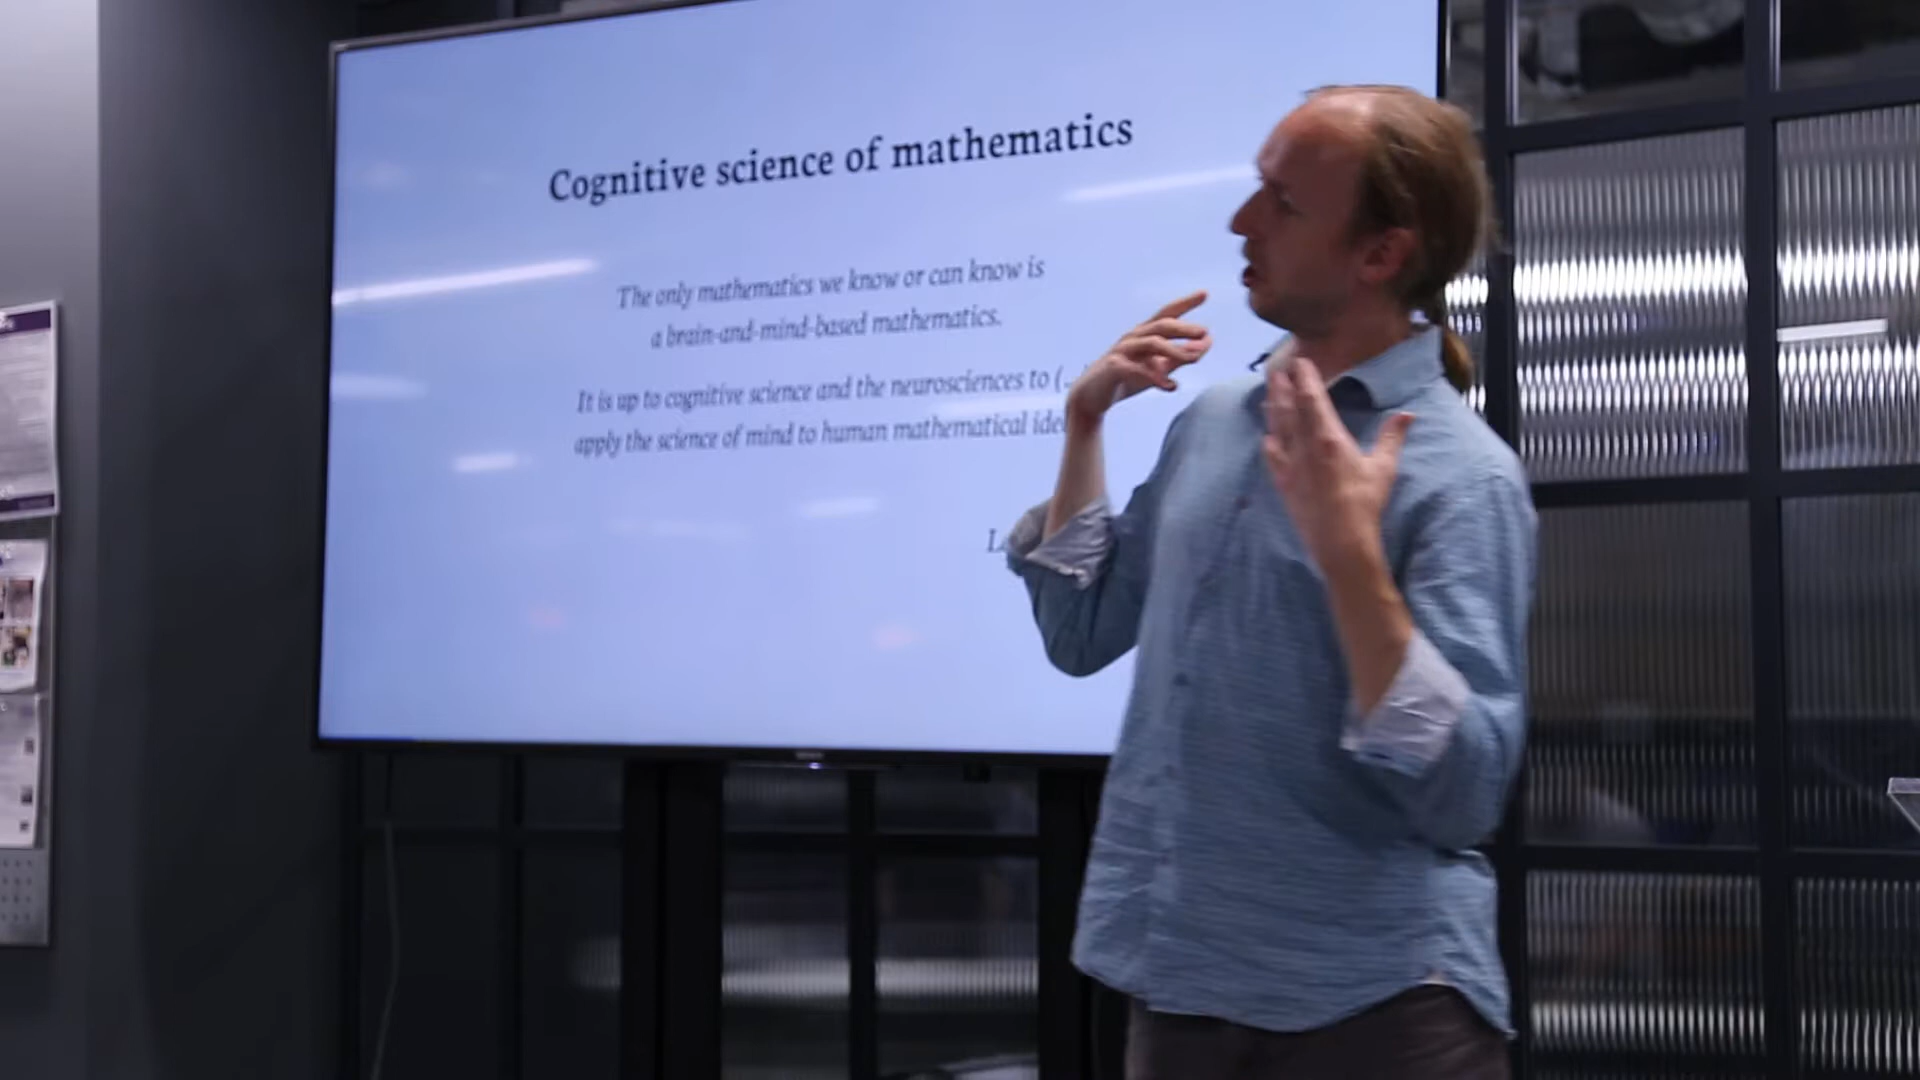 Cognitive science of mathematics
The only mathematics we know or can know is
a brain-and-mind-based mathematics.
It is up to cognitive science and the neurosciences to (..
apply the science of mind to human mathematical